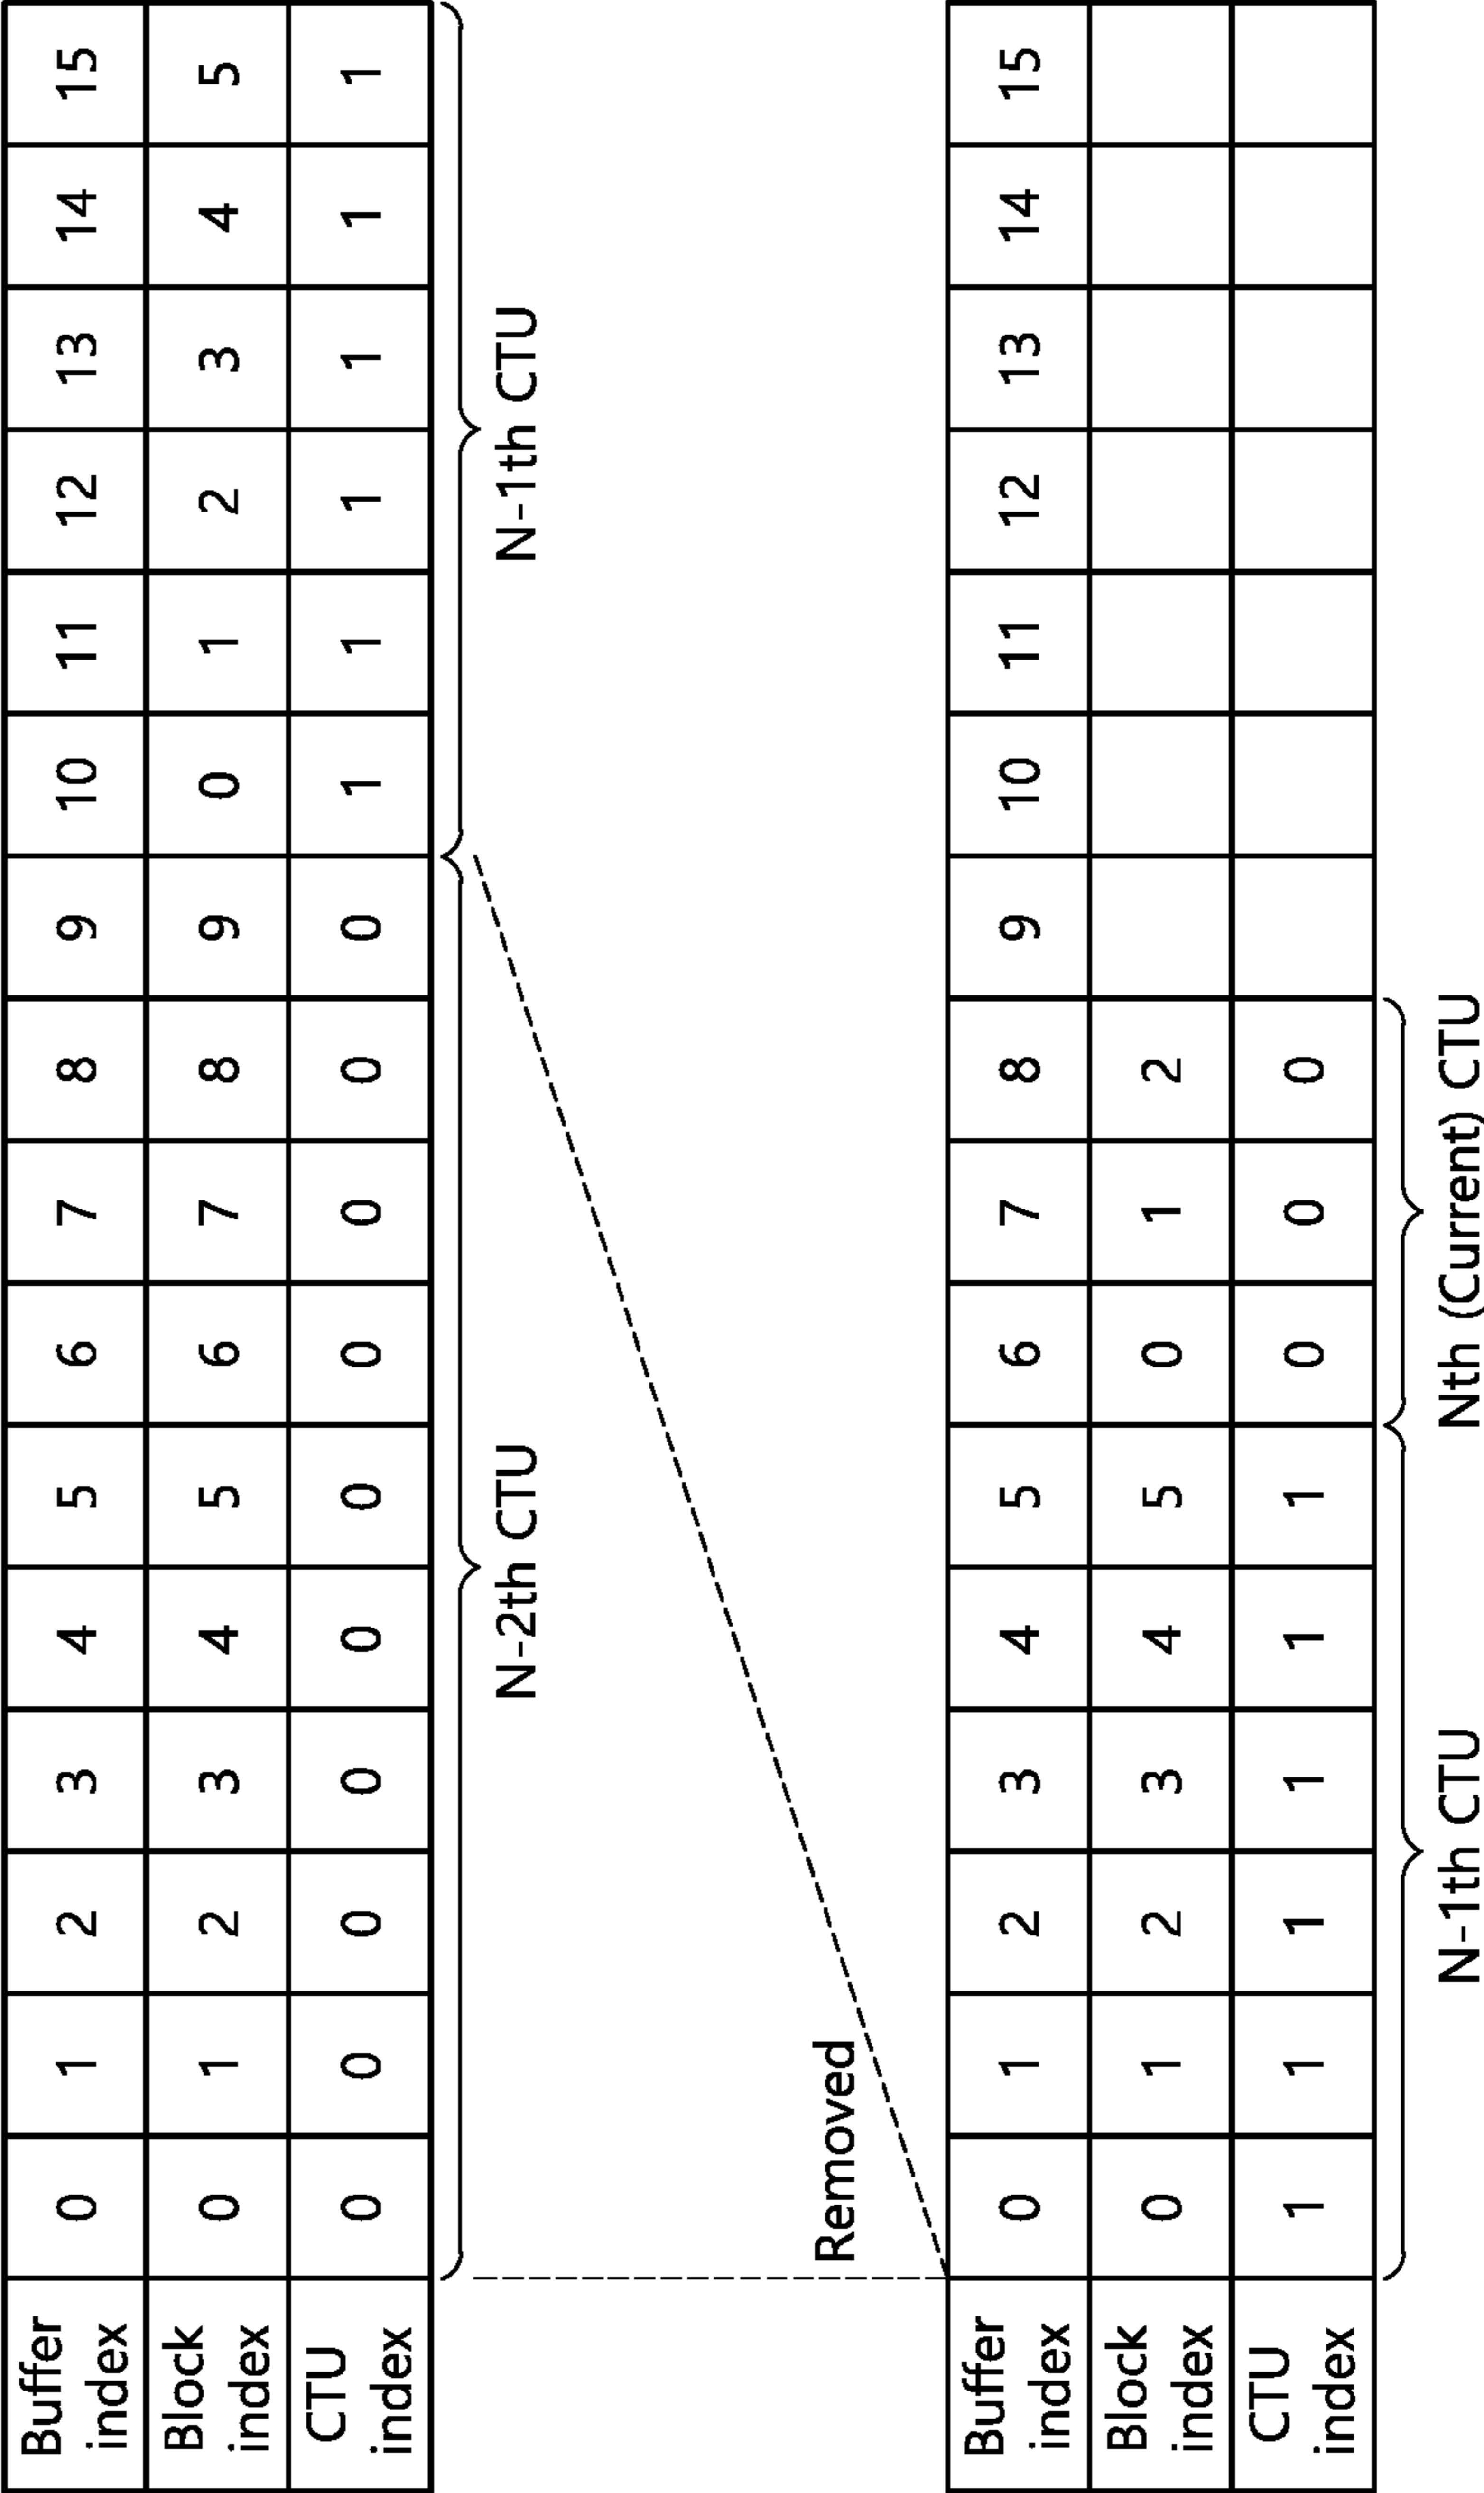 Buffer index 0 1 2 3 4 5 6 7 8 9 10 11 12 13 14 15
Block index 0 1 2 3 4 5 6 7 8 9 0 1 2 3 4 5
CTU index 0 0 0 0 0 0 0 0 0 0 1 1 1 1 1 1
N-2th CTU N-1th CTU
Removed
Buffer index 0 1 2 3 4 5 6 7 8 9 10 11 12 13 14 15
Block index 0 1 2 3 4 5 0 1 2
CTU index 1 1 1 1 1 1 0 0 0
N-1th CTU Nth (Current) CTU